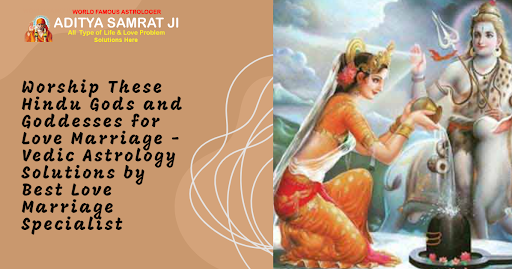 WORLD FAMOUS ASTROLOGER
ADITYA SAMRAT JI
All Type of Life & Love Problem
Solutions Here
Worship These
Hindu Gods and
Goddesses for
Love Marriage -
Vedic Astrology
Solutions by
Best Love
Marriage
Specialist